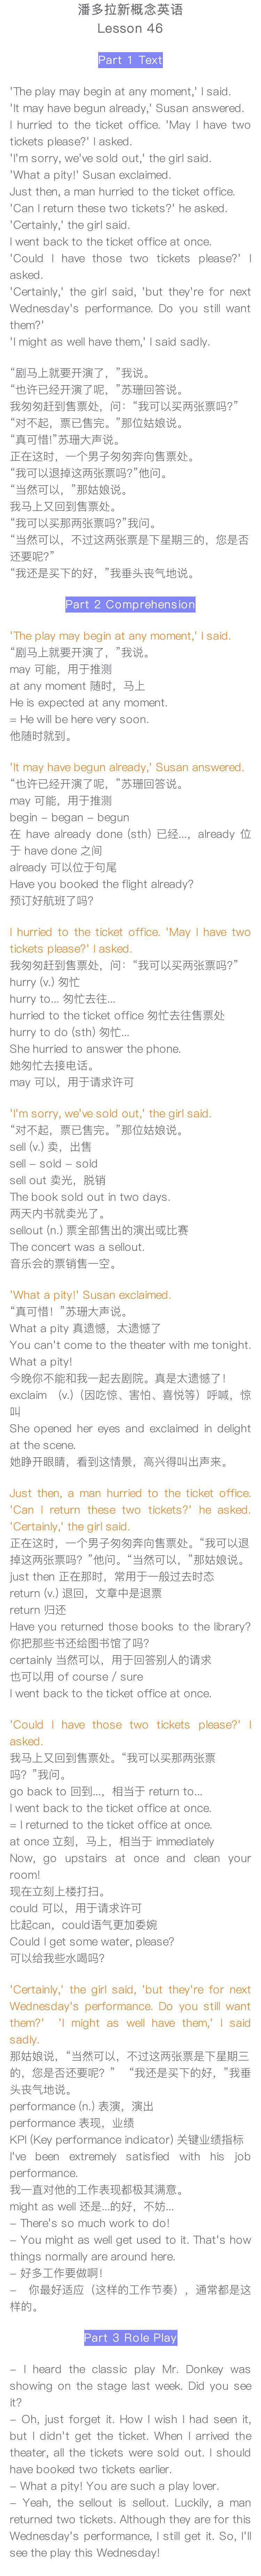 潘多拉新概念英语
Lesson 46
Part 1 Text
'The play may begin at any moment,' I said.
'It may have begun already,' Susan answered.
I hurried to the ticket office. 'May I have two
tickets please?' I asked.
'I'm sorry, we've sold out,' the girl said.
'What a pity!' Susan exclaimed.
Just then, a man hurried to the ticket office.
'Can I return these two tickets?' he asked.
'Certainly,' the girl said.
I went back to the ticket office at once.
'Could I have those two tickets please?' I
asked.
'Certainly,' the girl said, 'but they're for next
Wednesday's performance. Do you still want
them?'
'I might as well have them,' I said sadly.
“剧马上就要开演了，”我说。
“也许已经开演了呢，”苏珊回答说。
我匆匆赶到售票处，问：“我可以买两张票吗?”
“对不起，票已售完。”那位姑娘说。
“真可惜!”苏珊大声说。
正在这时，一个男子匆匆奔向售票处。
“我可以退掉这两张票吗?”他问。
“当然可以，”那姑娘说。
我马上又回到售票处。
“我可以买那两张票吗?”我问。
“当然可以，不过这两张票是下星期三的，您是否
还要呢?”
“我还是买下的好，”我垂头丧气地说。
Part 2 Comprehension
'The play may begin at any moment,' I said.
“剧马上就要开演了，”我说。
may 可能，用于推测
at any moment 随时，马上
He is expected at any moment.
= He will be here very soon.
他随时就到。
'It may have begun already,' Susan answered.
“也许已经开演了呢，”苏珊回答说。
may 可能，用于推测
begin - began - begun
在 have already done (sth) 已经...，already 位
于 have done 之间
already 可以位于句尾
Have you booked the flight already?
预订好航班了吗?
I hurried to the ticket office. 'May I have two
tickets please?' I asked.
我匆匆赶到售票处，问：“我可以买两张票吗?”
hurry (v.) 匆忙
hurry to... 匆忙去往...
hurried to the ticket office 匆忙去往售票处
hurry to do (sth) 匆忙...
She hurried to answer the phone.
她匆忙去接电话。
may 可以，用于请求许可
'I'm sorry, we've sold out,' the girl said.
“对不起，票已售完。”那位姑娘说。
sell (v.) 卖，出售
sell - sold - sold
sell out 卖光，脱销
The book sold out in two days.
两天内书就卖光了。
sellout (n.) 票全部售出的演出或比赛
The concert was a sellout.
音乐会的票销售一空。
'What a pity!' Susan exclaimed.
“真可惜！”苏珊大声说。
What a pity 真遗憾，太遗憾了
You can't come to the theater with me tonight.
What a pity!
今晚你不能和我一起去剧院。真是太遗憾了！
exclaim （v.)（因吃惊、害怕、喜悦等）呼喊，惊
叫
She opened her eyes and exclaimed in delight
at the scene.
她睁开眼睛，看到这情景，高兴得叫出声来。
Just then, a man hurried to the ticket office.
'Can I return these two tickets?' he asked.
'Certainly,' the girl said.
正在这时，一个男子匆匆奔向售票处。“我可以退
掉这两张票吗？”他问。“当然可以，”那姑娘说。
just then 正在那时，常用于一般过去时态
return (v.) 退回，文章中是退票
return 归还
Have you returned those books to the library?
你把那些书还给图书馆了吗?
certainly 当然可以，用于回答别人的请求
也可以用 of course / sure
I went back to the ticket office at once.
'Could I have those two tickets please?' I
asked.
我马上又回到售票处。“我可以买那两张票
吗？”我问。
go back to 回到...，相当于 return to...
I went back to the ticket office at once.
= I returned to the ticket office at once.
at once 立刻，马上，相当于 immediately
Now, go upstairs at once and clean your
room!
现在立刻上楼打扫。
could 可以，用于请求许可
比起can，could语气更加委婉
Could I get some water, please?
可以给我些水喝吗?
'Certainly,' the girl said, 'but they're for next
Wednesday's performance. Do you still want
them?' 'I might as well have them,' I said
sadly.
那姑娘说，“当然可以，不过这两张票是下星期三
的，您是否还要呢？” “我还是买下的好，”我垂
头丧气地说。
performance (n.) 表演，演出
performance 表现，业绩
KPI (Key performance indicator) 关键业绩指标
I've been extremely satisfied with his job
performance.
我一直对他的工作表现都极其满意。
might as well 还是...的好，不妨...
- There's so much work to do!
- You might as well get used to it. That's how
things normally are around here.
- 好多工作要做啊！
- 你最好适应（这样的工作节奏），通常都是这
样的。
Part 3 Role Play
- I heard the classic play Mr. Donkey was
showing on the stage last week. Did you see
it?
- Oh, just forget it. How I wish I had seen it,
but I didn't get the ticket. When I arrived the
theater, all the tickets were sold out. I should
have booked two tickets earlier.
- What a pity! You are such a play lover.
- Yeah, the sellout is sellout. Luckily, a man
returned two tickets. Although they are for this
Wednesday's performance, I still get it. So, I'll
see the play this Wednesday!